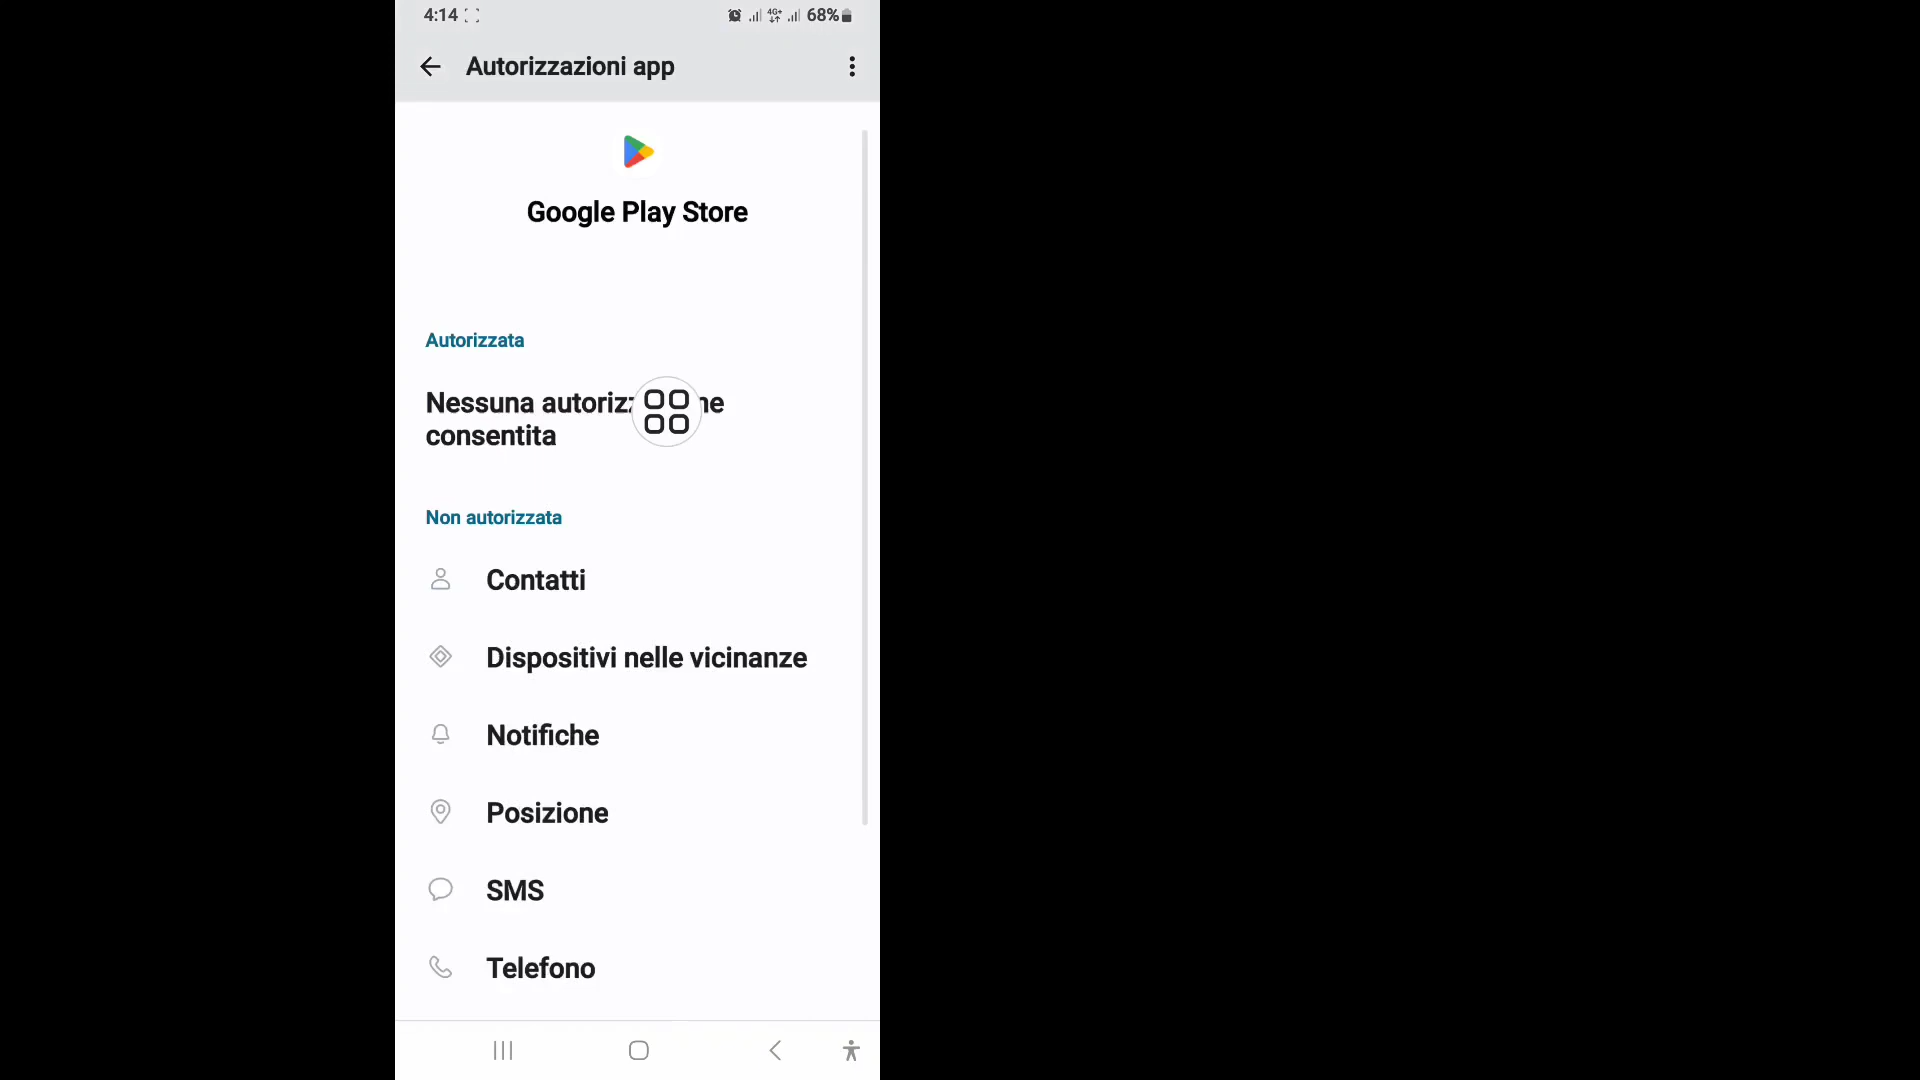 4:14 4G+ 68%
Autorizzazioni app
Google Play Store
Autorizzata
Nessuna
consentita
Non autorizzata
Contatti
Dispositivi nelle vicinanze
Notifiche
Posizione
SMS
Telefono